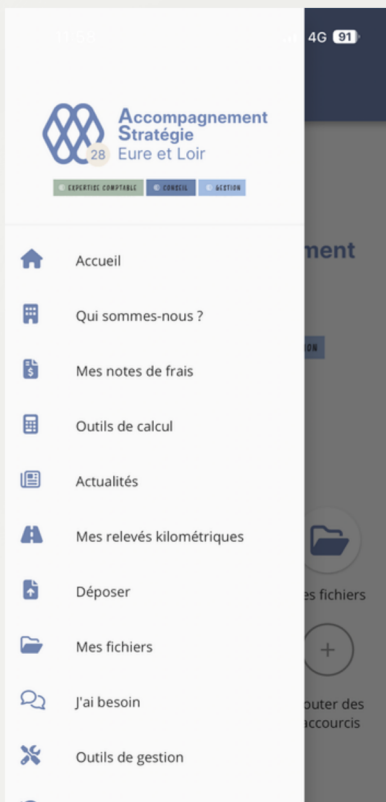 4G 91
Accompagnement
Stratégie
28 Eure et Loir
EXPERTISE COMPTABLE CONSEIL GESTION
Accueil
Qui sommes-nous ?
Mes notes de frais
Outils de calcul
Actualités
Mes relevés kilométriques
Déposer
Mes fichiers
J'ai besoin
Outils de gestion
ment
ON
es fichiers
outer des
accourcis